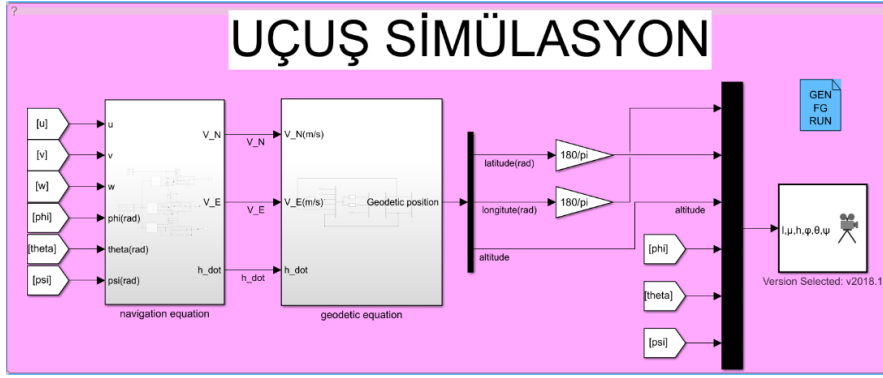 ?
UÇUŞ SİMÜLASYON
[u]
[v]
[w]
[phi]
[theta]
[psi]
u
v
w
phi(rad)
theta(rad)
psi(rad)
V_N
V_E
h_dot
navigation equation
V_N
V_E
h_dot
V_N(m/s)
V_E(m/s)
h_dot
Geodetic position
geodetic equation
latitude(rad)
longitute(rad)
altitude
180/pi
180/pi
altitude
[phi]
[theta]
[psi]
GEN
FG
RUN
l,μ,h,φ,θ,ψ
Version Selected: v2018.1